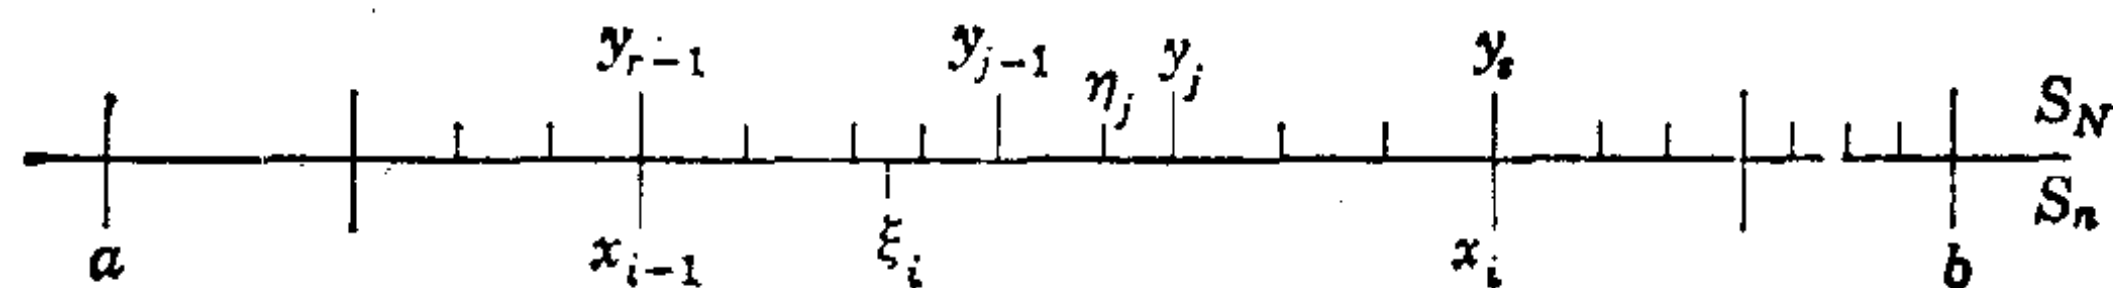 y_{r-1} y_{j-1} η_j y_j y_s S_N
a x_{i-1} ξ_i x_i b S_n